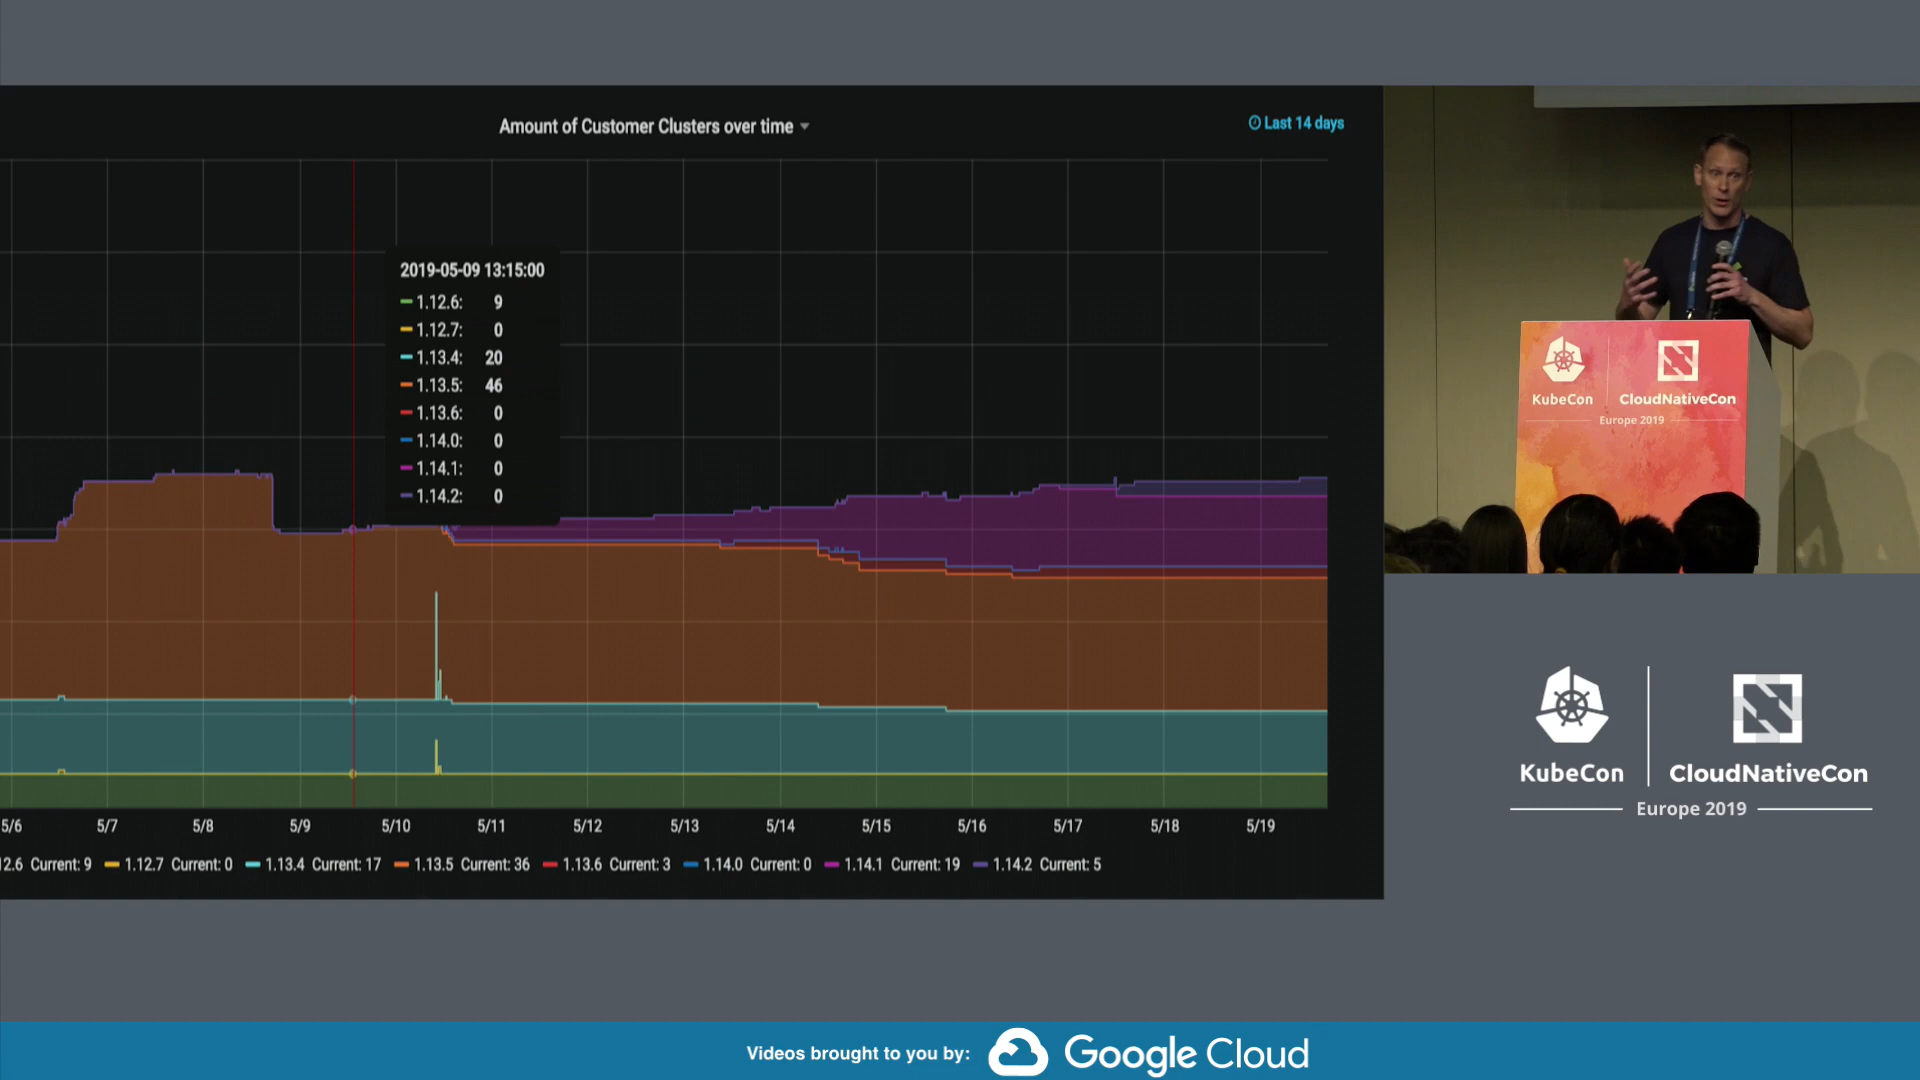 Amount of Customer Clusters over time
Last 14 days
2019-05-09 13:15:00
1.12.6: 9
1.12.7: 0
1.13.4: 20
1.13.5: 46
1.13.6: 0
1.14.0: 0
1.14.1: 0
1.14.2: 0
5/6 5/7 5/8 5/9 5/10 5/11 5/12 5/13 5/14 5/15 5/16 5/17 5/18 5/19
12.6 Current: 9 1.12.7 Current: 0 1.13.4 Current: 17 1.13.5 Current: 36 1.13.6 Current: 3 1.14.0 Current: 0 1.14.1 Current: 19 1.14.2 Current: 5
KubeCon CloudNativeCon
Europe 2019
KubeCon CloudNativeCon
Europe 2019
Videos brought to you by: Google Cloud